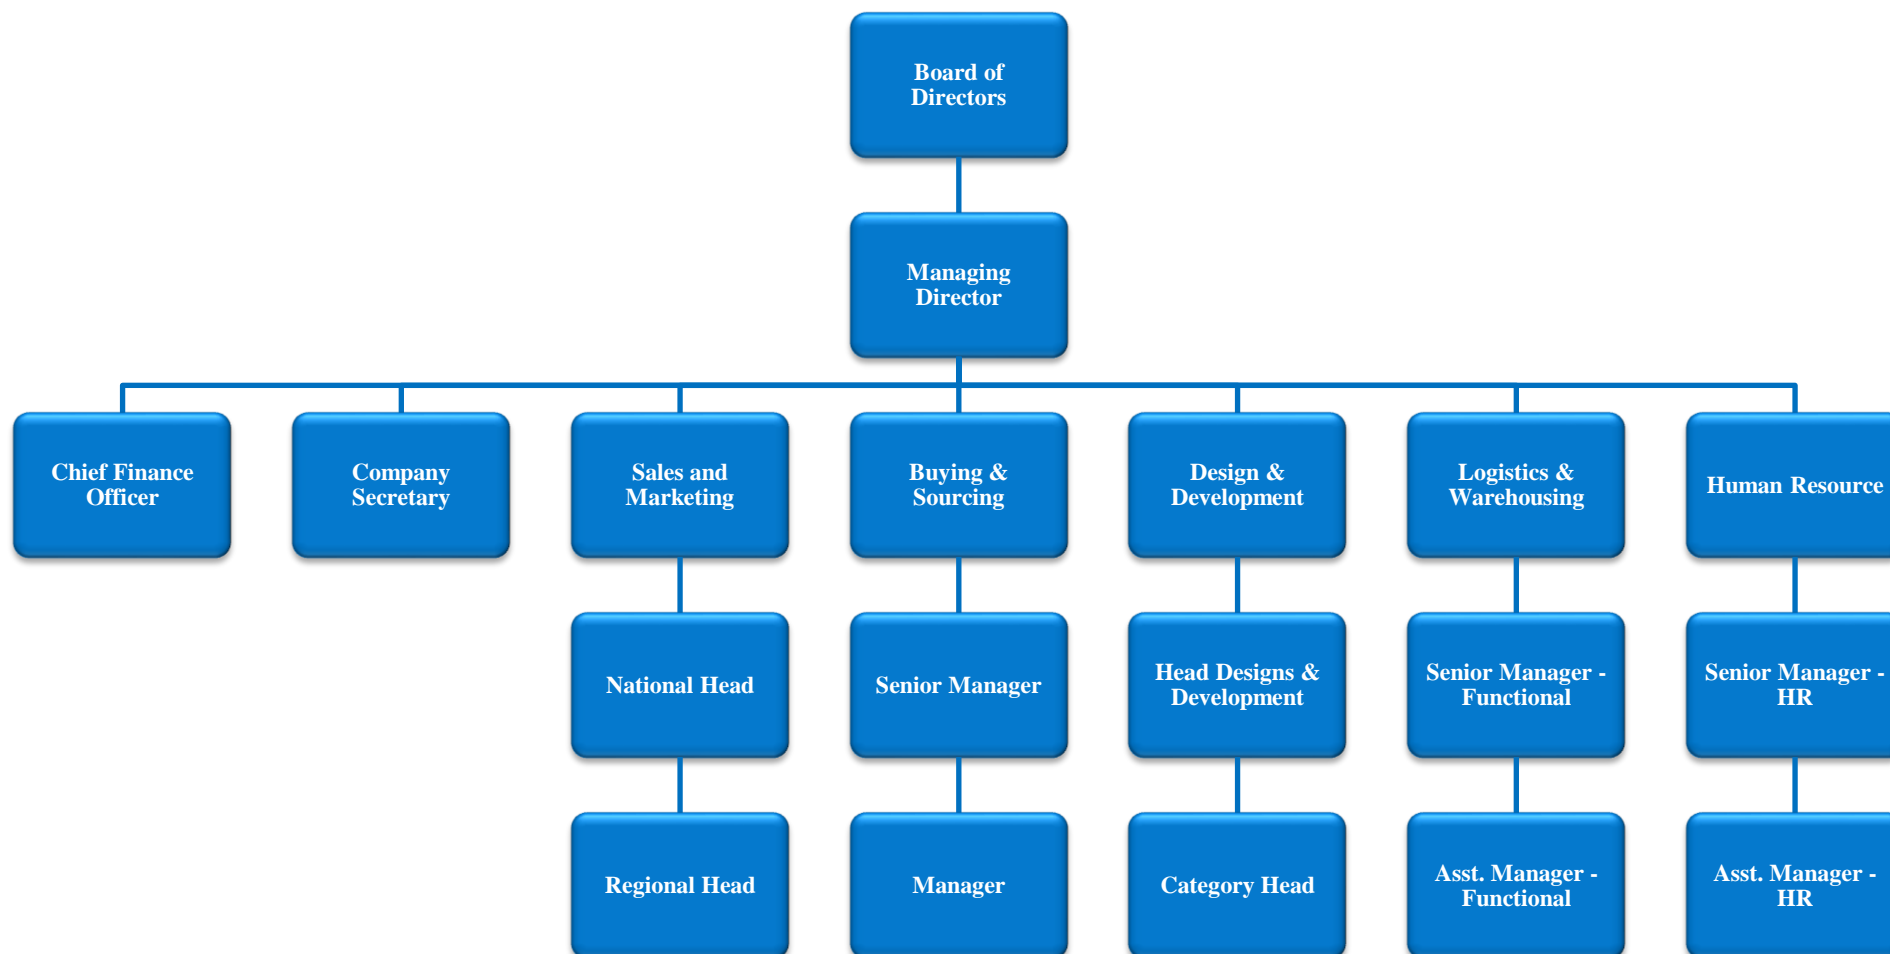 Board of
Directors
Managing
Director
Chief Finance
Officer
Company
Secretary
Sales and
Marketing
Buying &
Sourcing
Design &
Development
Logistics &
Warehousing
Human Resource
National Head
Senior Manager
Head Designs &
Development
Senior Manager -
Functional
Senior Manager -
HR
Regional Head
Manager
Category Head
Asst. Manager -
Functional
Asst. Manager -
HR